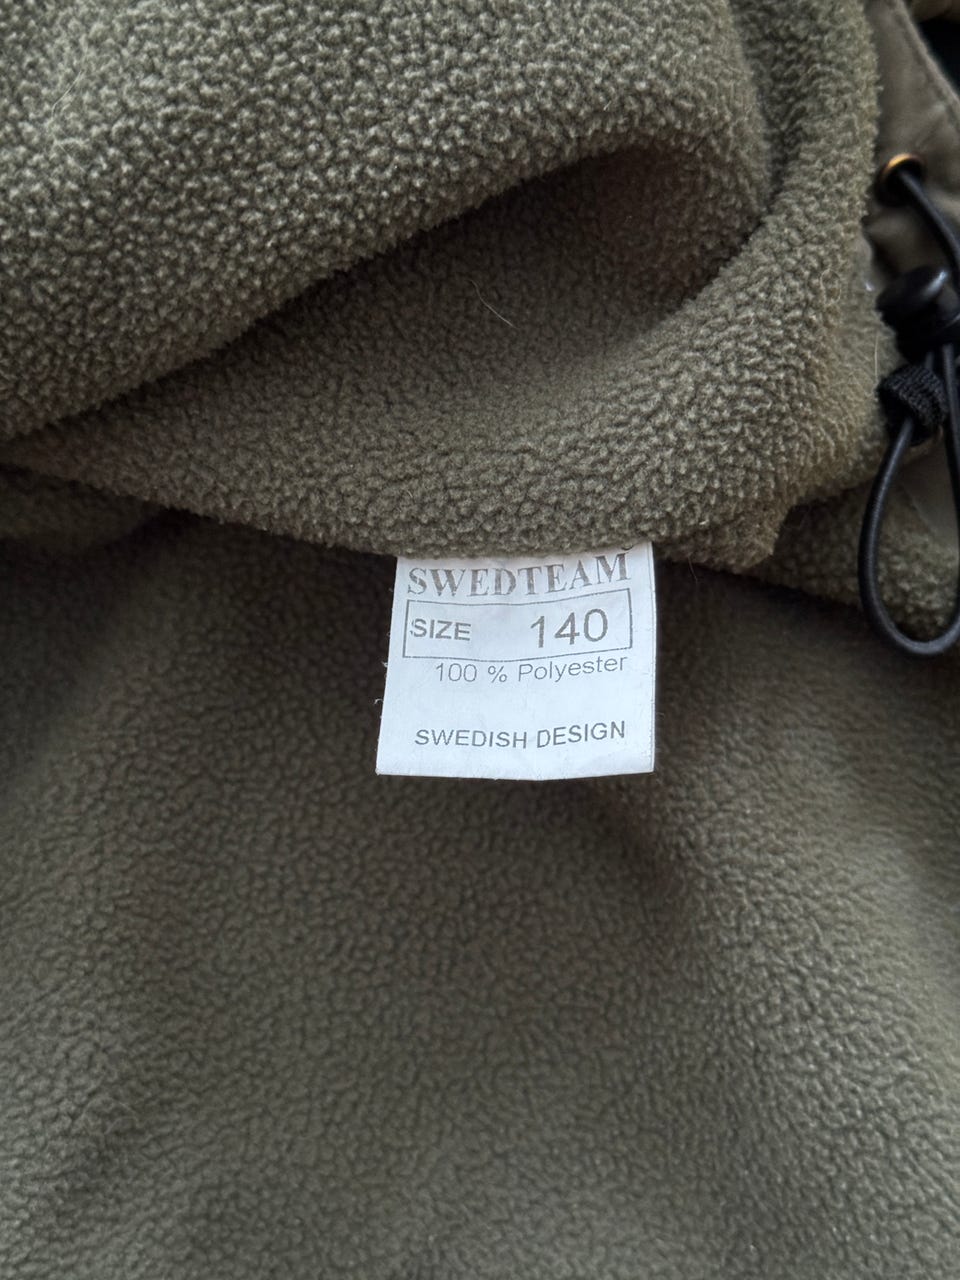 SWEDTEAM
SIZE 140
100 % Polyester
SWEDISH DESIGN